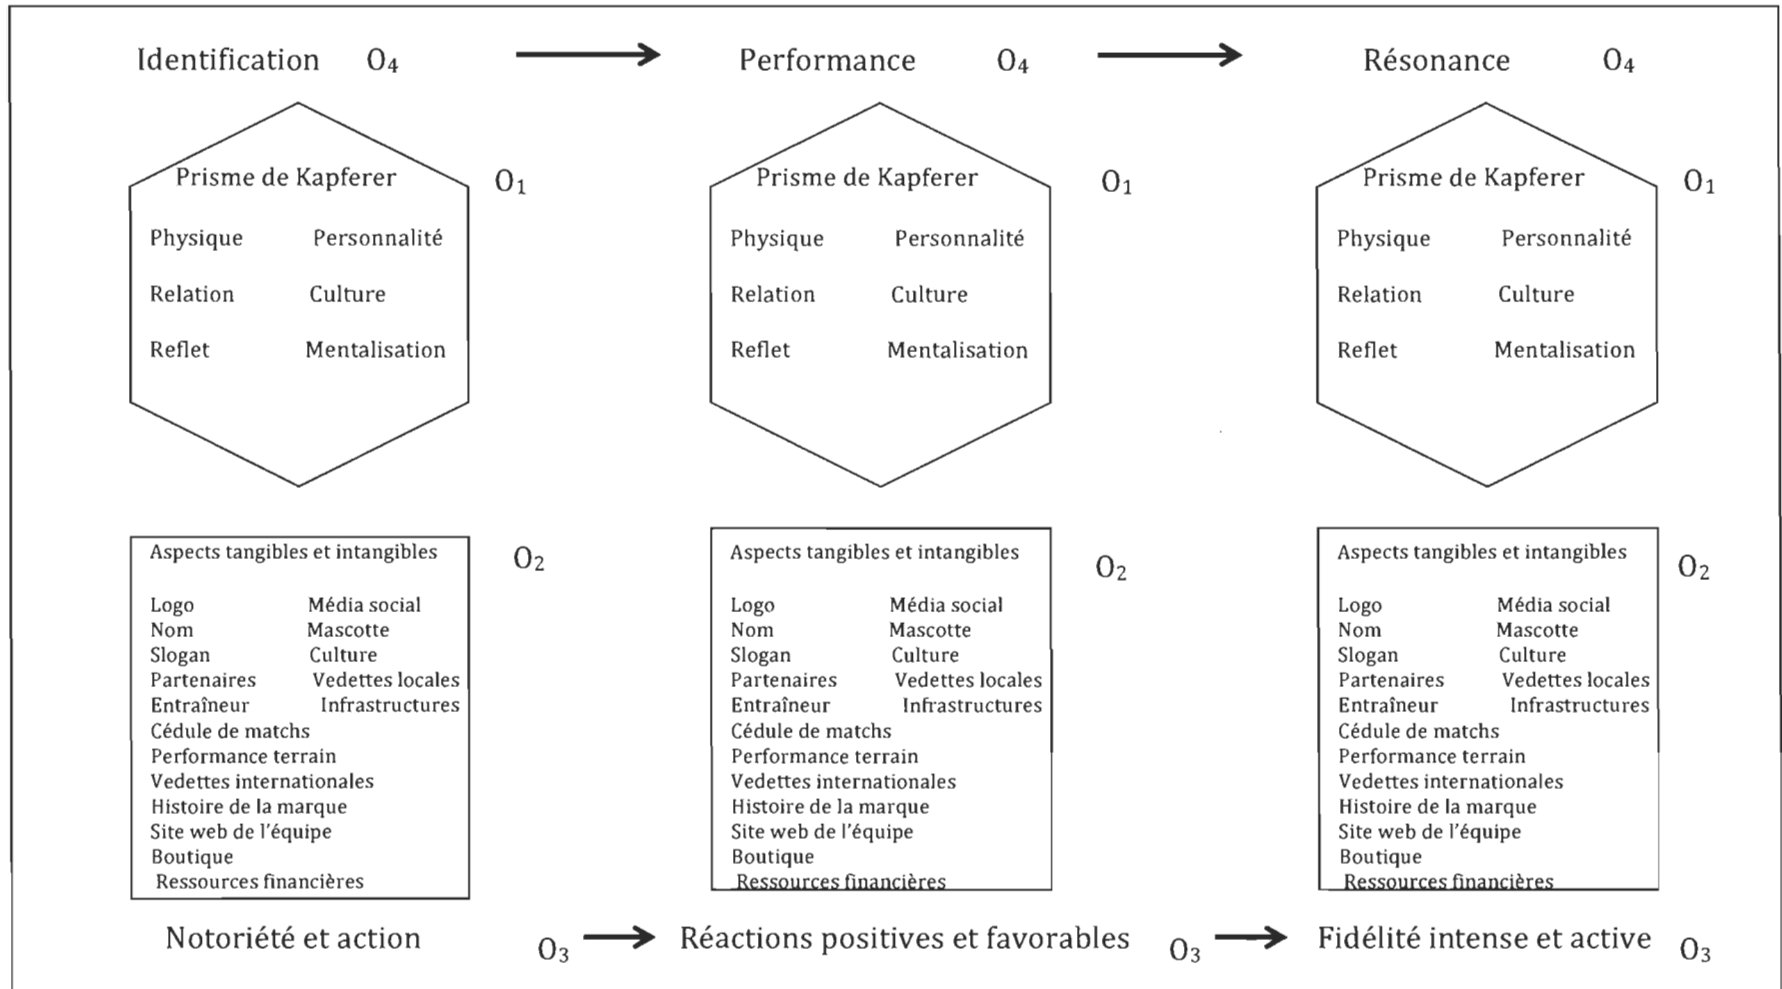 Identification O₄ Performance O₄ Résonance O₄
Prisme de Kapferer O₁ Prisme de Kapferer O₁ Prisme de Kapferer O₁
Physique Personnalité Physique Personnalité Physique Personnalité
Relation Culture Relation Culture Relation Culture
Reflet Mentalisation Reflet Mentalisation Reflet Mentalisation
Aspects tangibles et intangibles O₂ Aspects tangibles et intangibles O₂ Aspects tangibles et intangibles O₂
Logo Média social Logo Média social Logo Média social
Nom Mascotte Nom Mascotte Nom Mascotte
Slogan Culture Slogan Culture Slogan Culture
Partenaires Vedettes locales Partenaires Vedettes locales Partenaires Vedettes locales
Entraîneur Infrastructures Entraîneur Infrastructures Entraîneur Infrastructures
Cédule de matchs Cédule de matchs Cédule de matchs
Performance terrain Performance terrain Performance terrain
Vedettes internationales Vedettes internationales Vedettes internationales
Histoire de la marque Histoire de la marque Histoire de la marque
Site web de l'équipe Site web de l'équipe Site web de l'équipe
Boutique Boutique Boutique
Ressources financières Ressources financières Ressources financières
Notoriété et action O₃ Réactions positives et favorables O₃ Fidélité intense et active O₃